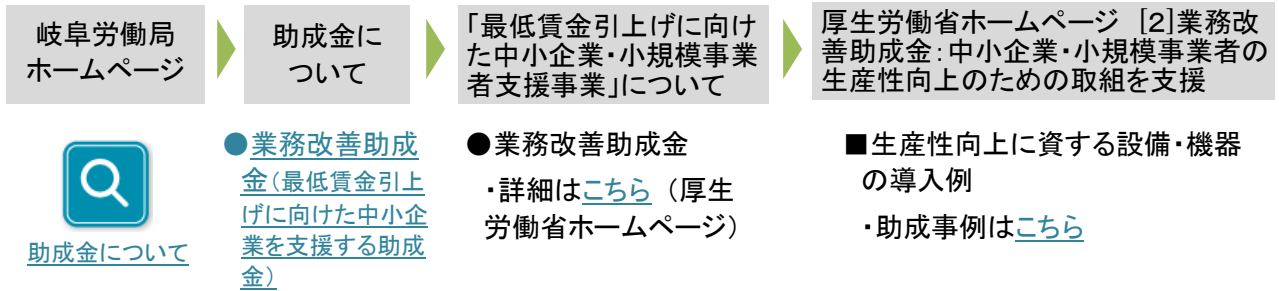 岐阜労働局
ホームページ
助成金に
ついて
「最低賃金引上げに向け
た中小企業・小規模事業
者支援事業」について
厚生労働省ホームページ [2]業務改
善助成金：中小企業・小規模事業者の
生産性向上のための取組を支援
助成金について
●業務改善助成
金（最低賃金引上
げに向けた中小企
業を支援する助成
金）
●業務改善助成金
・詳細はこちら（厚生
労働省ホームページ）
■生産性向上に資する設備・機器
の導入例
・助成事例はこちら